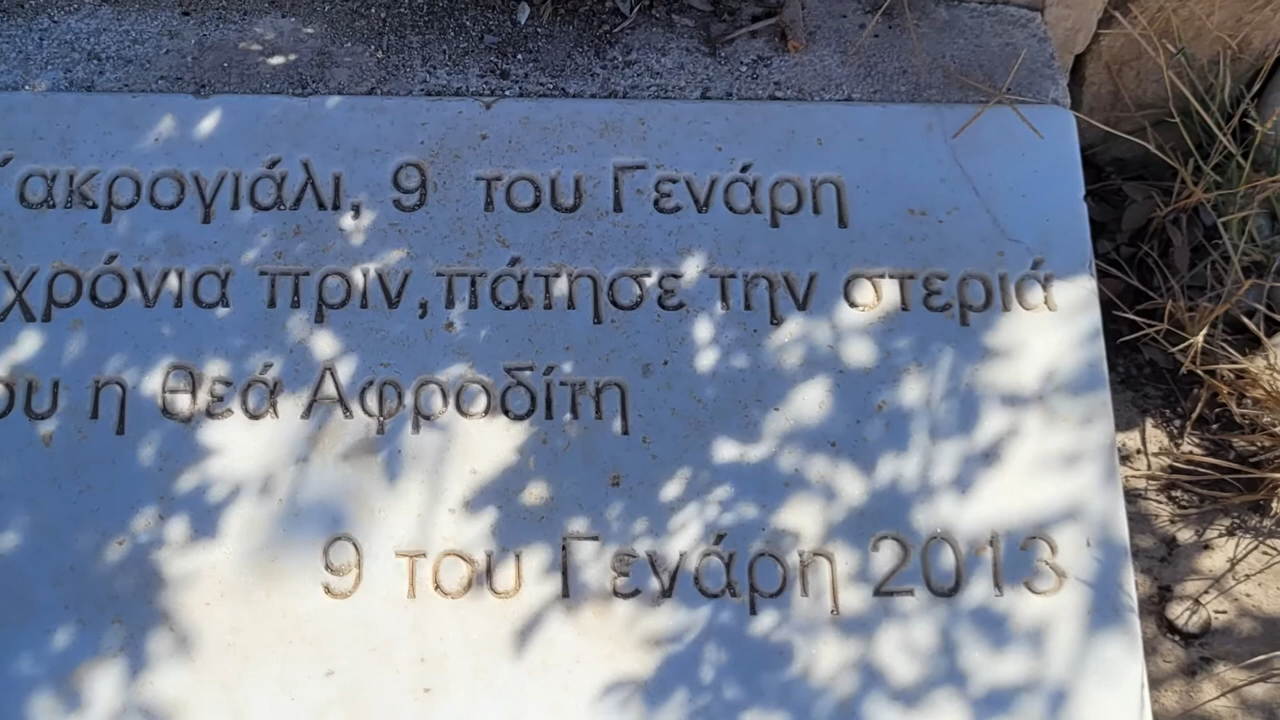 ΄ακρογιάλι, 9 του Γενάρη
χρόνια πριν,πάτησε την στεριά
η θεά Αφροδίτη
9 του Γενάρη 2013